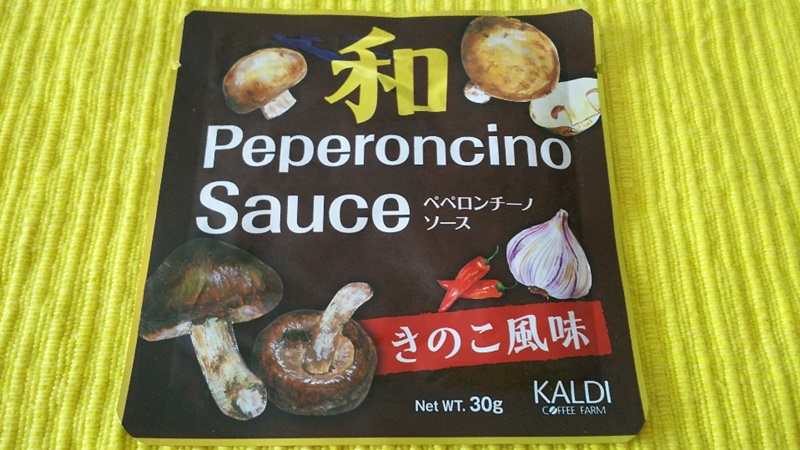 和
Peperoncino
Sauce
ペペロンチーノ
ソース
きのこ風味
Net WT. 30g
KALDI
COFFEE FARM